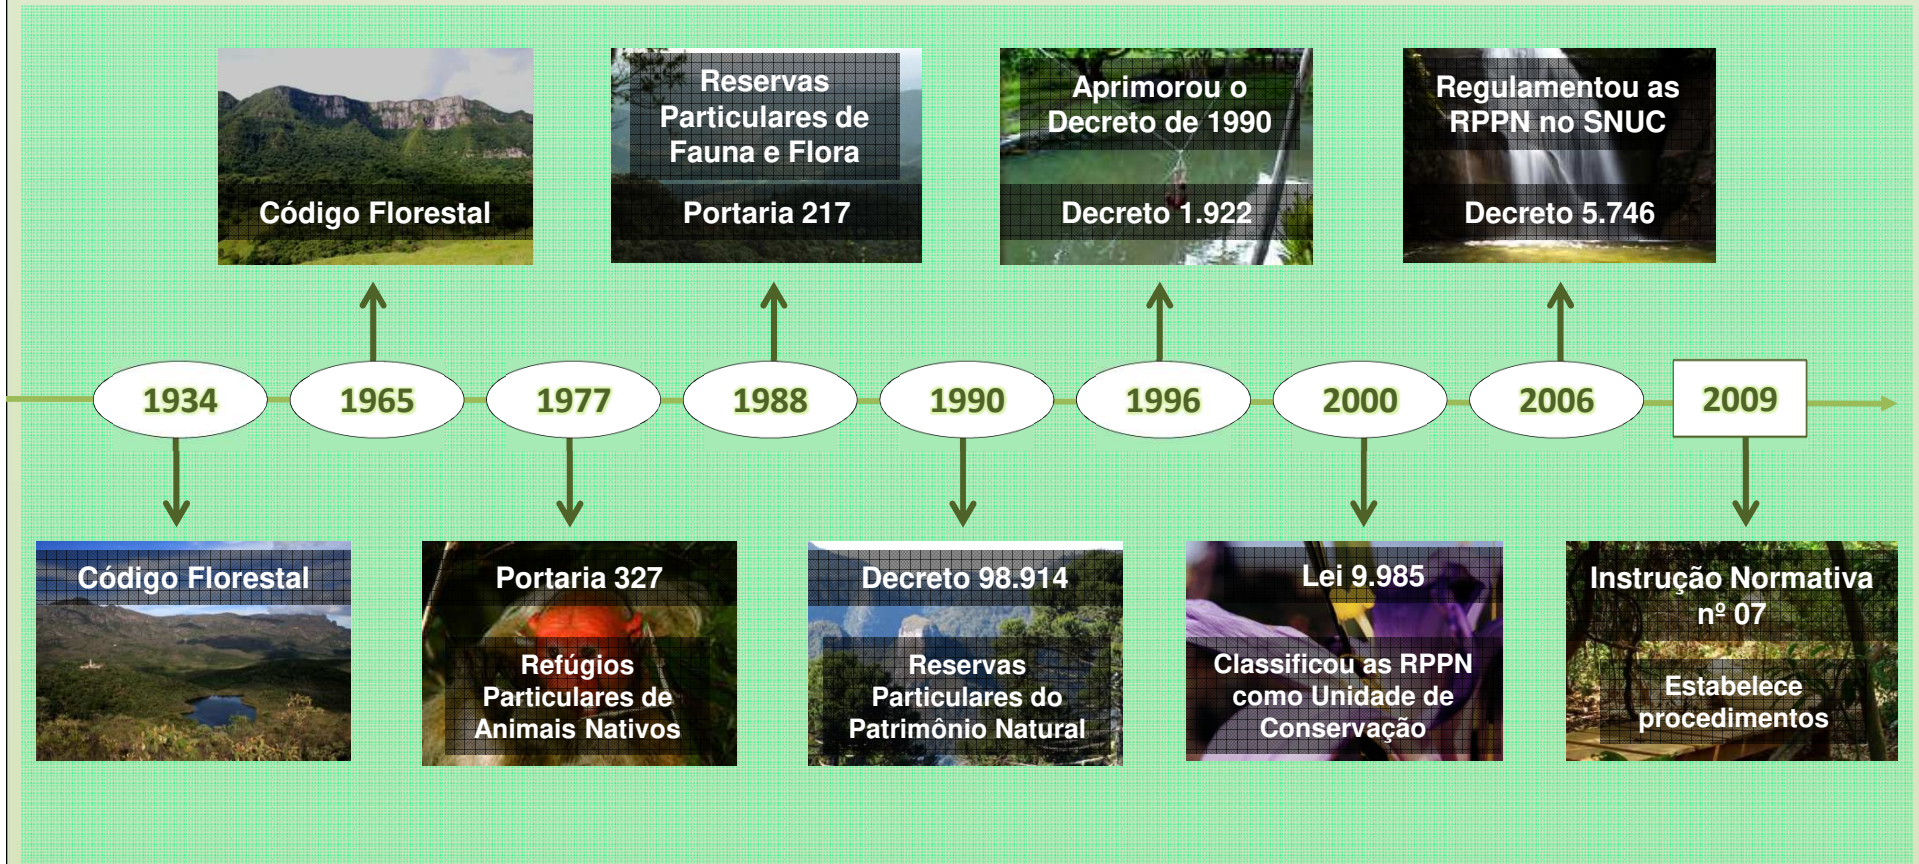 Reservas
Particulares de
Fauna e Flora
Portaria 217
Aprimorou o
Decreto de 1990
Decreto 1.922
Regulamentou as
RPPN no SNUC
Decreto 5.746
Código Florestal
1934
1965
1977
1988
1990
1996
2000
2006
2009
Código Florestal
Portaria 327
Refúgios
Particulares de
Animais Nativos
Decreto 98.914
Reservas
Particulares do
Patrimônio Natural
Lei 9.985
Classificou as RPPN
como Unidade de
Conservação
Instrução Normativa
nº 07
Estabelece
procedimentos